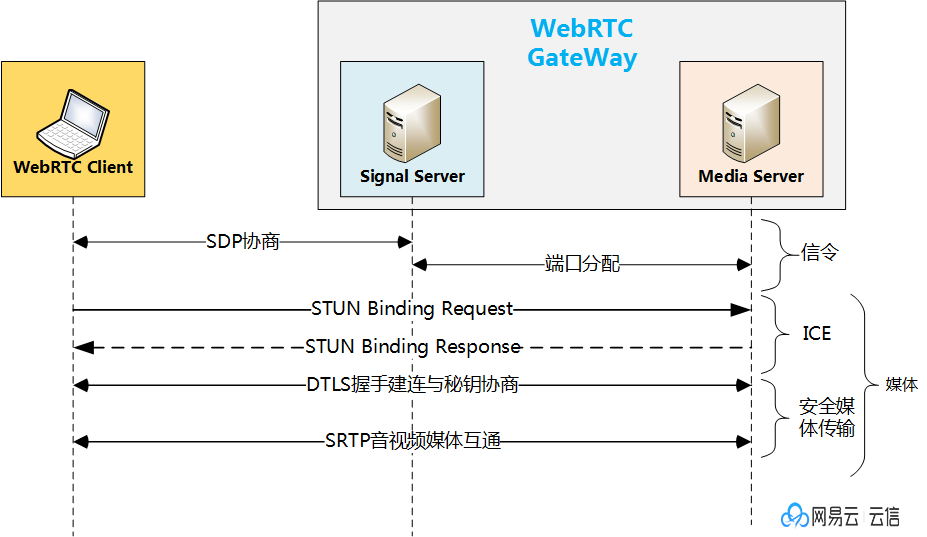 WebRTC
GateWay
WebRTC Client
Signal Server
Media Server
SDP协商
端口分配
信令
STUN Binding Request
ICE
STUN Binding Response
DTLS握手建连与秘钥协商
媒体
安全媒
体传输
SRTP音视频媒体互通
网易云 云信